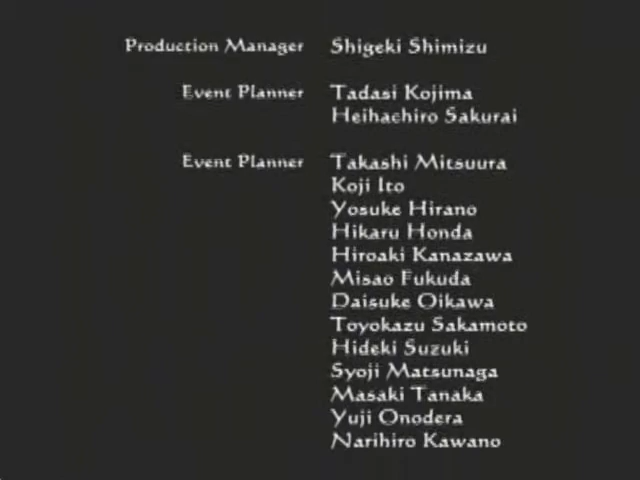 Production Manager Shigeki Shimizu
Event Planner Tadasi Kojima
Heihachiro Sakurai
Event Planner Takashi Mitsuura
Koji Ito
Yosuke Hirano
Hikaru Honda
Hiroaki Kanazawa
Misao Fukuda
Daisuke Oikawa
Toyokazu Sakamoto
Hideki Suzuki
Syoji Matsunaga
Masaki Tanaka
Yuji Onodera
Narihiro Kawano